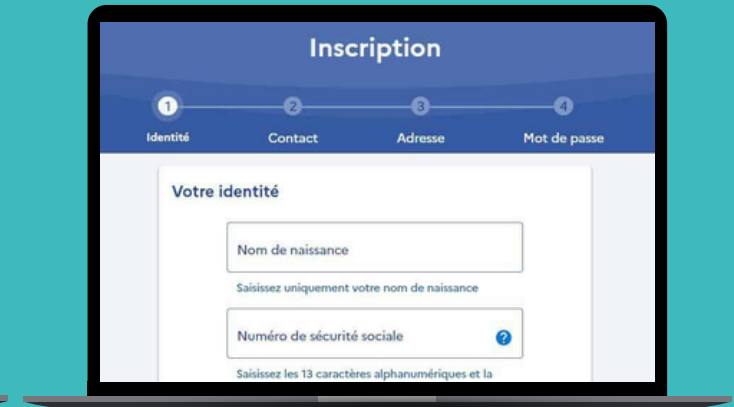 Inscription
1 2 3 4
Identité Contact Adresse Mot de passe
Votre identité
Nom de naissance
Saisissez uniquement votre nom de naissance
Numéro de sécurité sociale ?
Saisissez les 13 caractères alphanumériques et la